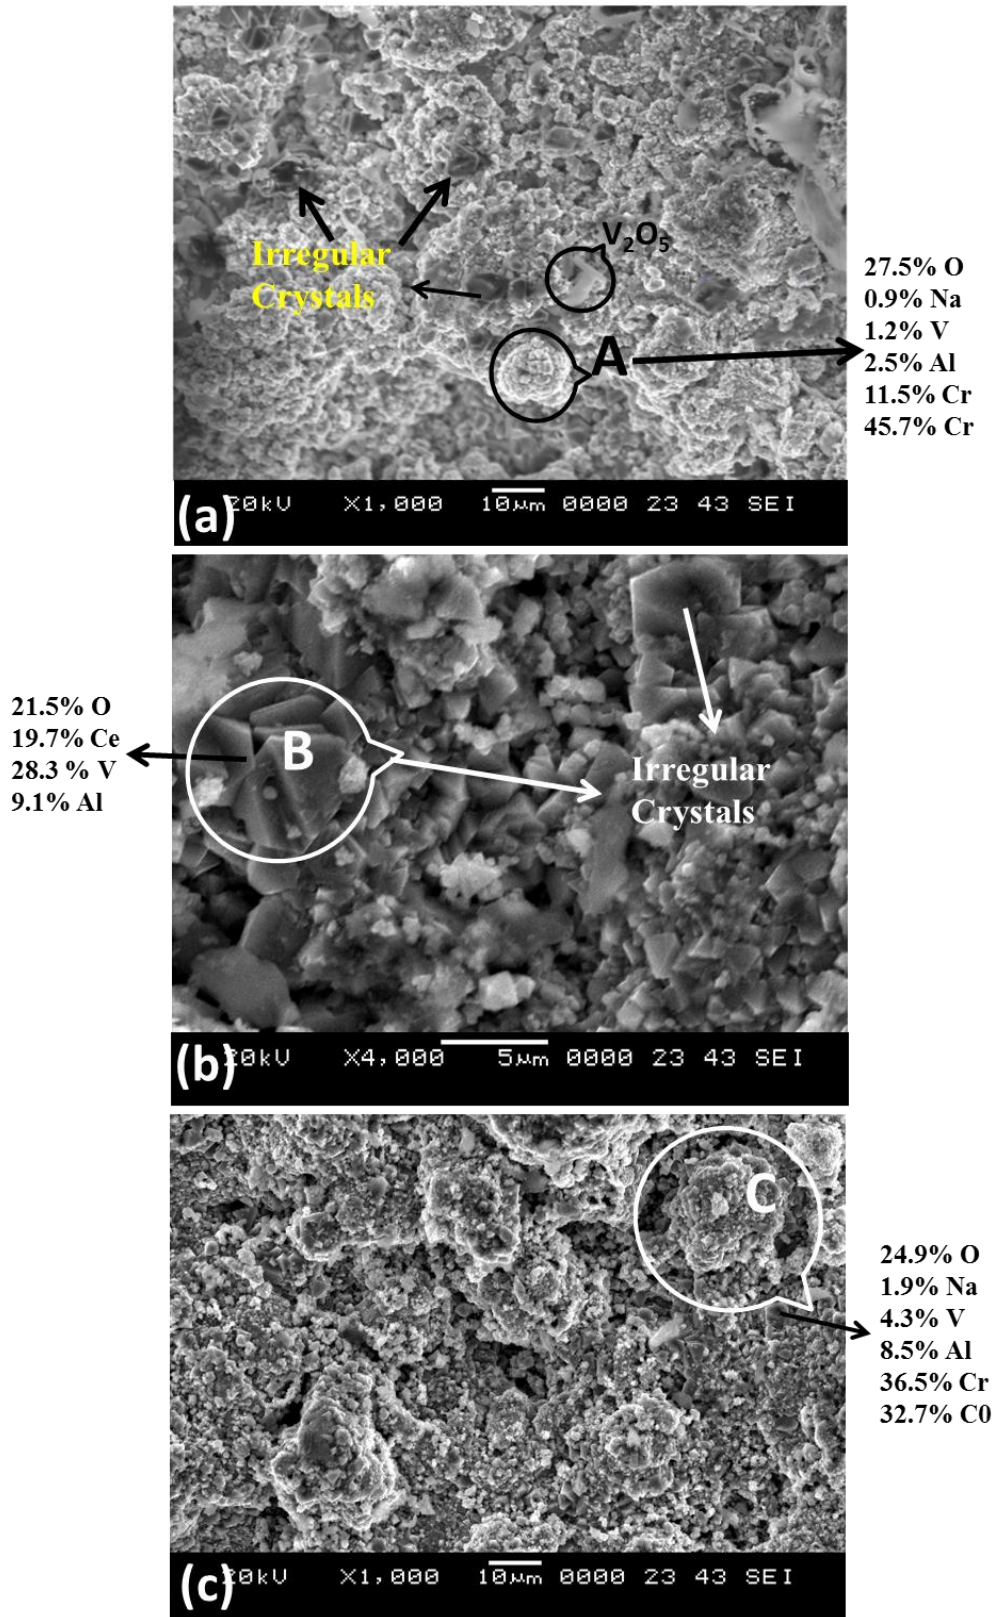 V₂O₅
Irregular
Crystals
A
27.5% O
0.9% Na
1.2% V
2.5% Al
11.5% Cr
45.7% Cr
(a)
20kV X1,000 10μm 0000 23 43 SEI
B
21.5% O
19.7% Ce
28.3 % V
9.1% Al
Irregular
Crystals
(b)
20kV X4,000 5μm 0000 23 43 SEI
C
24.9% O
1.9% Na
4.3% V
8.5% Al
36.5% Cr
32.7% C0
(c)
20kV X1,000 10μm 0000 23 43 SEI